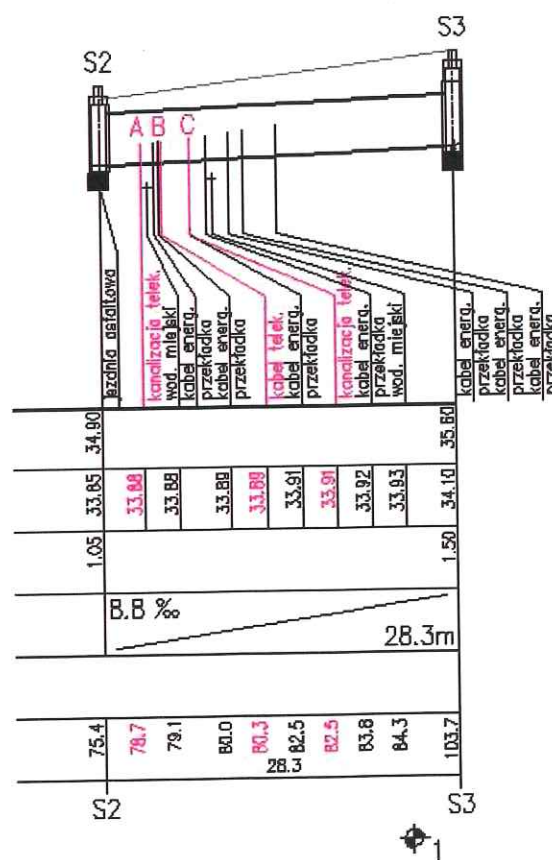 S2
S3
A B C
jezdnia asfaltowa
kanalizacja telek.
wod. miejski
kabel energ.
przekładka
kabel energ.
przekładka
kabel telek.
kabel energ.
przekładka
kanalizacja telek.
kabel energ.
przekładka
wod. miejski
kabel energ.
przekładka
kabel energ.
przekładka
kabel energ.
34.90
35.60
33.85
33.88
33.88
33.89
33.89
33.91
33.91
33.92
33.93
34.10
1.05
1.50
8.8 ‰
28.3m
75.4
78.7
79.1
80.0
80.3
82.5
82.5
83.8
84.3
103.7
28.3
S2
S3
1